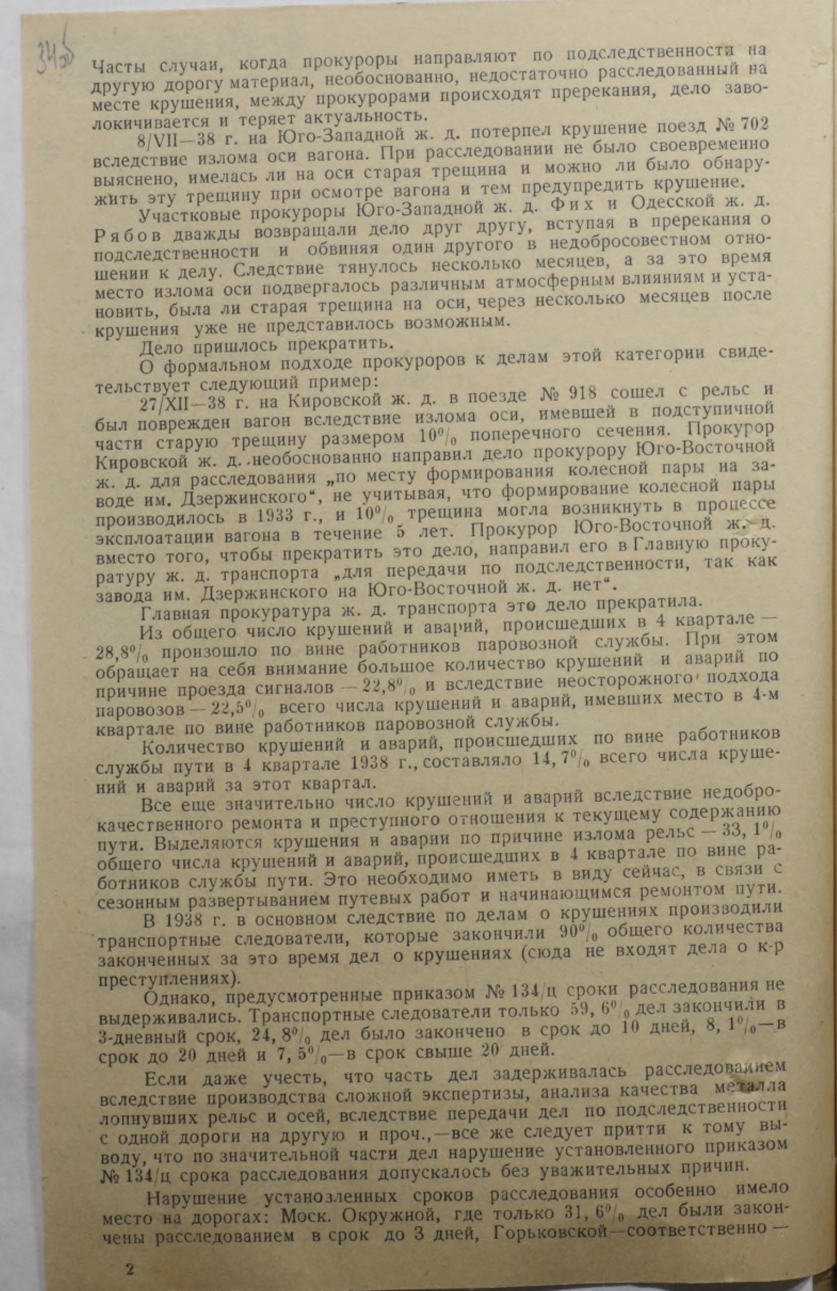 34об
Часты случаи, когда прокуроры направляют по подследственности на
другую дорогу материал, необоснованно, недостаточно расследованный на
месте крушения, между прокурорами происходят пререкания, дело заво-
локичивается и теряет актуальность.
8/VII—38 г. на Юго-Западной ж. д. потерпел крушение поезд № 702
вследствие излома оси вагона. При расследовании не было своевременно
выяснено, имелась ли на оси старая трещина и можно ли было обнару-
жить эту трещину при осмотре вагона и тем предупредить крушение.
Участковые прокуроры Юго-Западной ж. д. Фих и Одесской ж. д.
Рябов дважды возвращали дело друг другу, вступая в пререкания о
подследственности и обвиняя один другого в недобросовестном отно-
шении к делу. Следствие тянулось несколько месяцев, а за это время
место излома оси подвергалось различным атмосферным влияниям и уста-
новить, была ли старая трещина на оси, через несколько месяцев после
крушения уже не представилось возможным.
Дело пришлось прекратить.
О формальном подходе прокуроров к делам этой категории свиде-
тельствует следующий пример:
27/XII—38 г. на Кировской ж. д. в поезде № 918 сошел с рельс и
был поврежден вагон вследствие излома оси, имевшей в подступичной
части старую трещину размером 10% поперечного сечения. Прокурор
Кировской ж. д. необоснованно направил дело прокурору Юго-Восточной
ж. д. для расследования „по месту формирования колесной пары на за-
воде им. Дзержинского“, не учитывая, что формирование колесной пары
производилось в 1933 г., и 10% трещина могла возникнуть в процессе
эксплоатации вагона в течение 5 лет. Прокурор Юго-Восточной ж. д.
вместо того, чтобы прекратить это дело, направил его в Главную проку-
ратуру ж. д. транспорта „для передачи по подследственности, так как
завода им. Дзержинского на Юго-Восточной ж. д. нет“.
Главная прокуратура ж. д. транспорта это дело прекратила.
Из общего число крушений и аварий, происшедших в 4 квартале —
28,8% произошло по вине работников паровозной службы. При этом
обращает на себя внимание большое количество крушений и аварий по
причине проезда сигналов — 22,8% и вследствие неосторожного подхода
паровозов — 22,5% всего числа крушений и аварий, имевших место в 4-м
квартале по вине работников паровозной службы.
Количество крушений и аварий, происшедших по вине работников
службы пути в 4 квартале 1938 г., составляло 14, 7% всего числа круше-
ний и аварий за этот квартал.
Все еще значительно число крушений и аварий вследствие недобро-
качественного ремонта и преступного отношения к текущему содержанию
пути. Выделяются крушения и аварии по причине излома рельс — 33, 1%
общего числа крушений и аварий, происшедших в 4 квартале по вине ра-
ботников службы пути. Это необходимо иметь в виду сейчас, в связи с
сезонным развертыванием путевых работ и начинающимся ремонтом пути.
В 1938 г. в основном следствие по делам о крушениях производили
транспортные следователи, которые закончили 90% общего количества
законченных за это время дел о крушениях (сюда не входят дела о к-р
преступлениях).
Однако, предусмотренные приказом № 134/ц сроки расследования не
выдерживались. Транспортные следователи только 59, 6% дел закончили в
3-дневный срок, 24, 8% дел было закончено в срок до 10 дней, 8, 1%—в
срок до 20 дней и 7, 5%—в срок свыше 20 дней.
Если даже учесть, что часть дел задерживалась расследованием
вследствие производства сложной экспертизы, анализа качества металла
лопнувших рельс и осей, вследствие передачи дел по подследственности
с одной дороги на другую и проч.,—все же следует притти к тому вы-
воду, что по значительной части дел нарушение установленного приказом
№ 134/ц срока расследования допускалось без уважительных причин.
Нарушение установленных сроков расследования особенно имело
место на дорогах: Моск. Окружной, где только 31, 6% дел были закон-
чены расследованием в срок до 3 дней, Горьковской—соответственно —
2